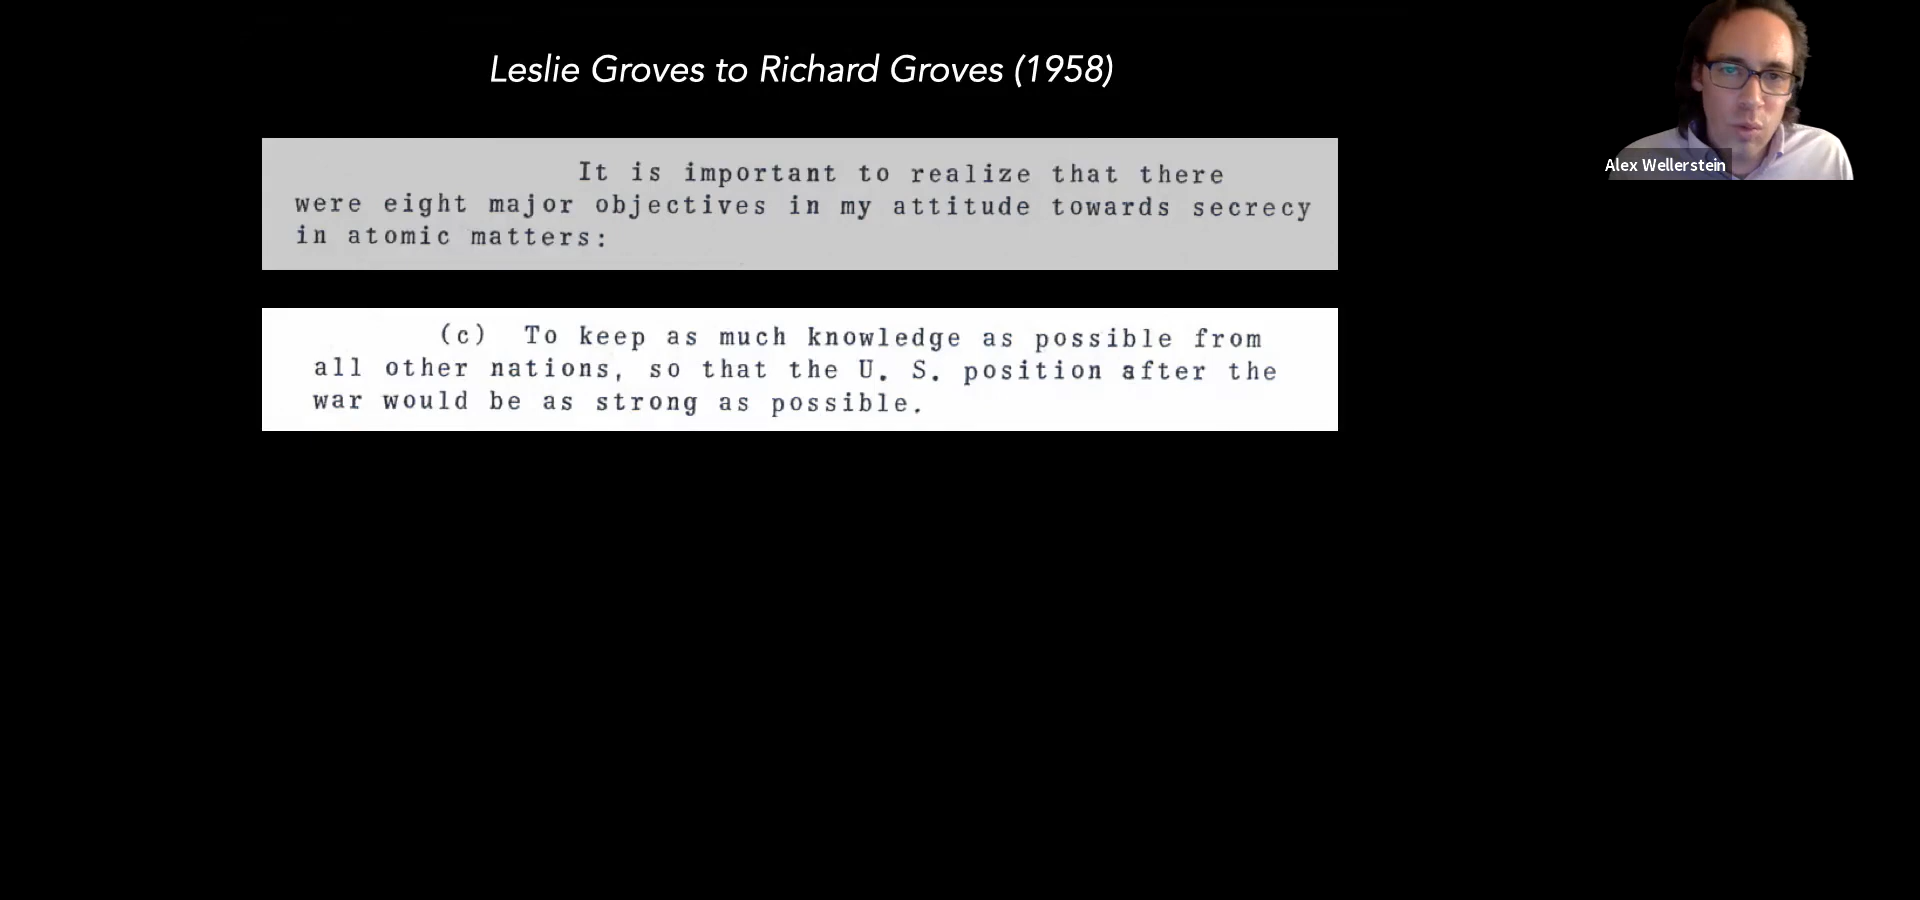 Leslie Groves to Richard Groves (1958)
It is important to realize that there
were eight major objectives in my attitude towards secrecy
in atomic matters:
(c) To keep as much knowledge as possible from
all other nations, so that the U. S. position after the
war would be as strong as possible.
Alex Wellerstein